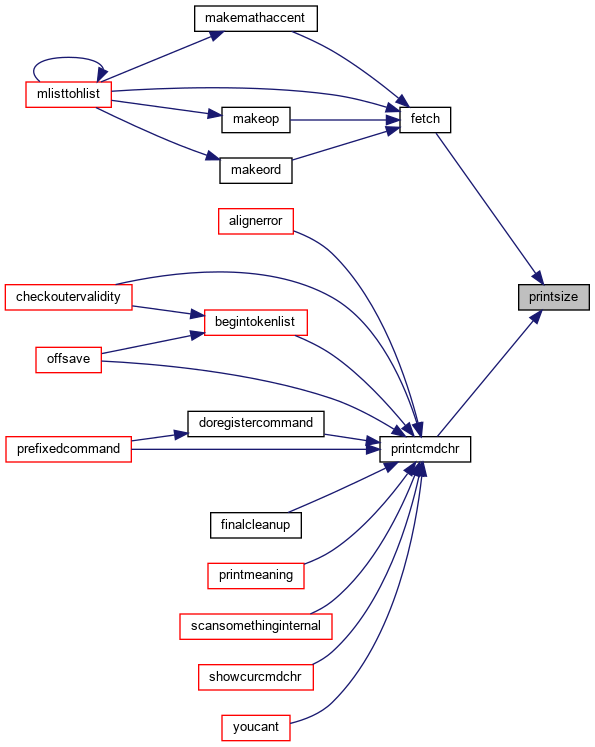 makemathaccent
mlisttohlist
makeop
fetch
makeord
alignerror
checkoutervalidity
printsize
begintokenlist
offsave
doregistercommand
prefixedcommand
printcmdchr
finalcleanup
printmeaning
scansomethinginternal
showcurcmdchr
youcant